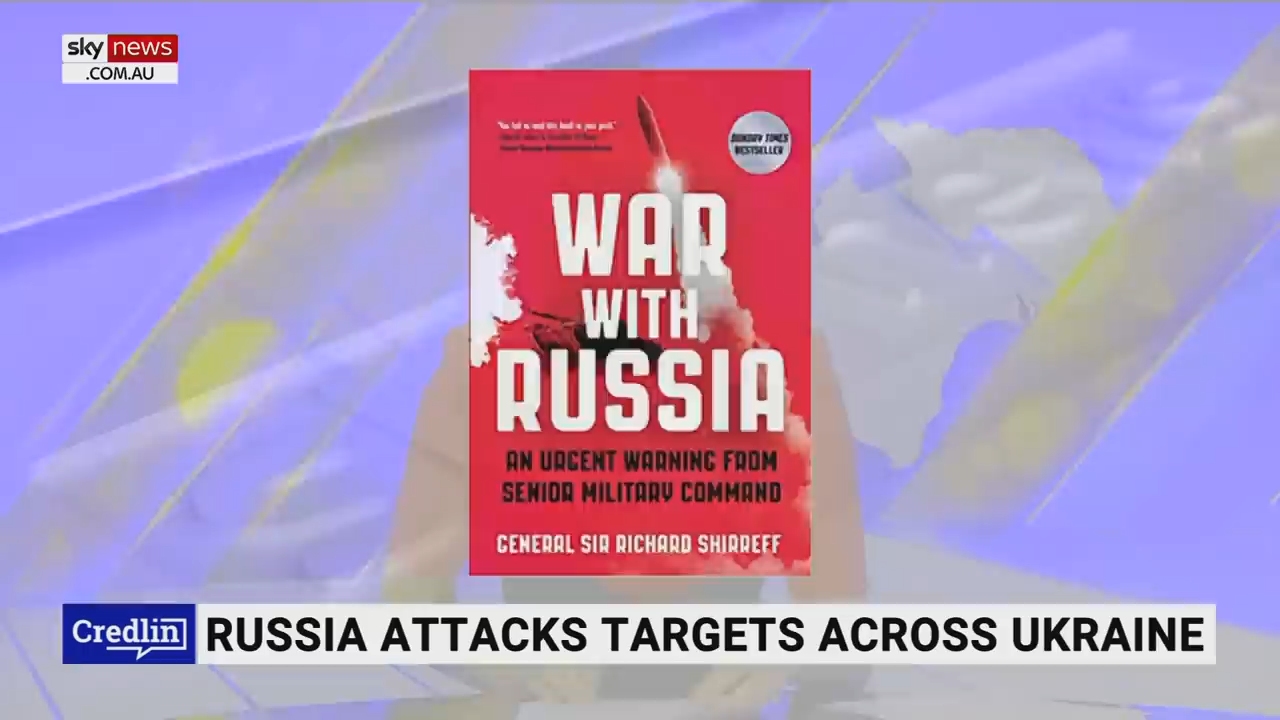 sky news
.COM.AU
SUNDAY TIMES
BESTSELLER
WAR
WITH
RUSSIA
AN URGENT WARNING FROM
SENIOR MILITARY COMMAND
GENERAL SIR RICHARD SHIRREFF
Credlin
RUSSIA ATTACKS TARGETS ACROSS UKRAINE